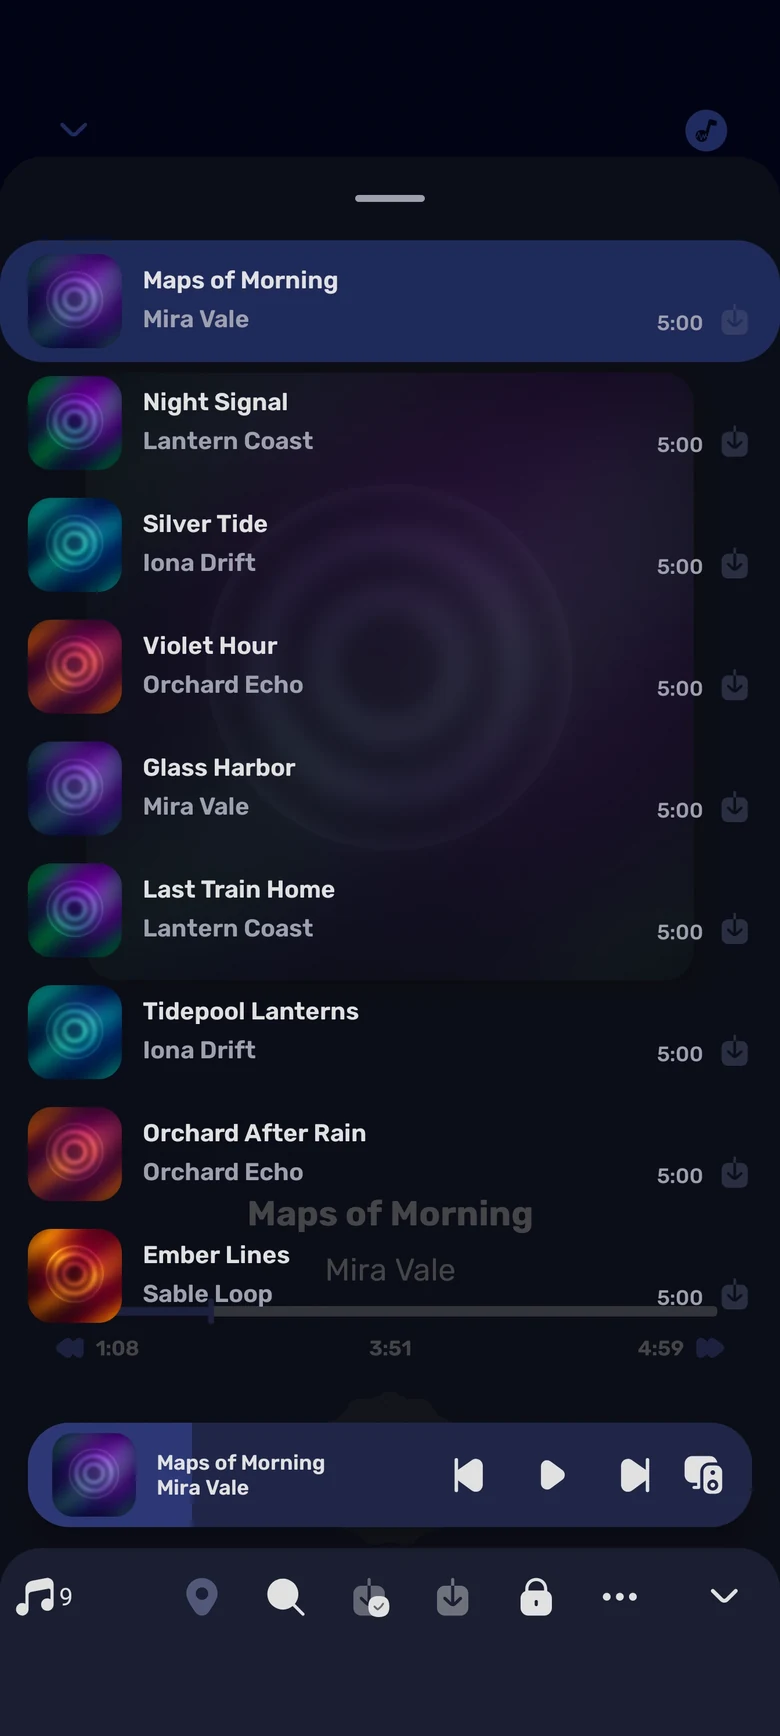 Maps of Morning
Mira Vale
5:00
Night Signal
Lantern Coast
5:00
Silver Tide
Iona Drift
5:00
Violet Hour
Orchard Echo
5:00
Glass Harbor
Mira Vale
5:00
Last Train Home
Lantern Coast
5:00
Tidepool Lanterns
Iona Drift
5:00
Orchard After Rain
Orchard Echo
5:00
Maps of Morning
Ember Lines
Mira Vale
Sable Loop
5:00
1:08 3:51 4:59
Maps of Morning
Mira Vale
9